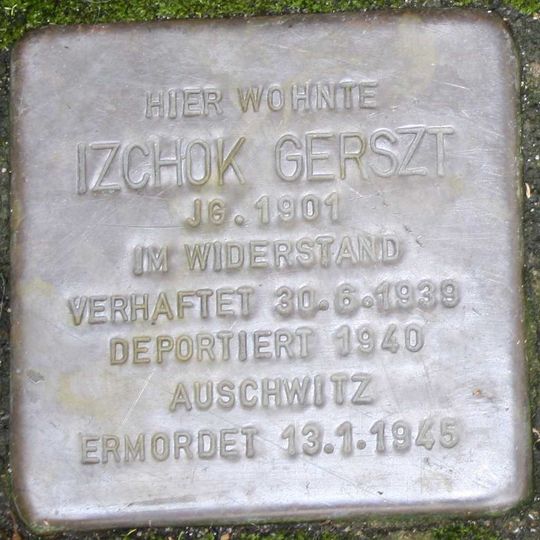 HIER WOHNTE
IZCHOK GERSZT
JG. 1901
IM WIDERSTAND
VERHAFTET 30.6.1939
DEPORTIERT 1940
AUSCHWITZ
ERMORDET 13.1.1945